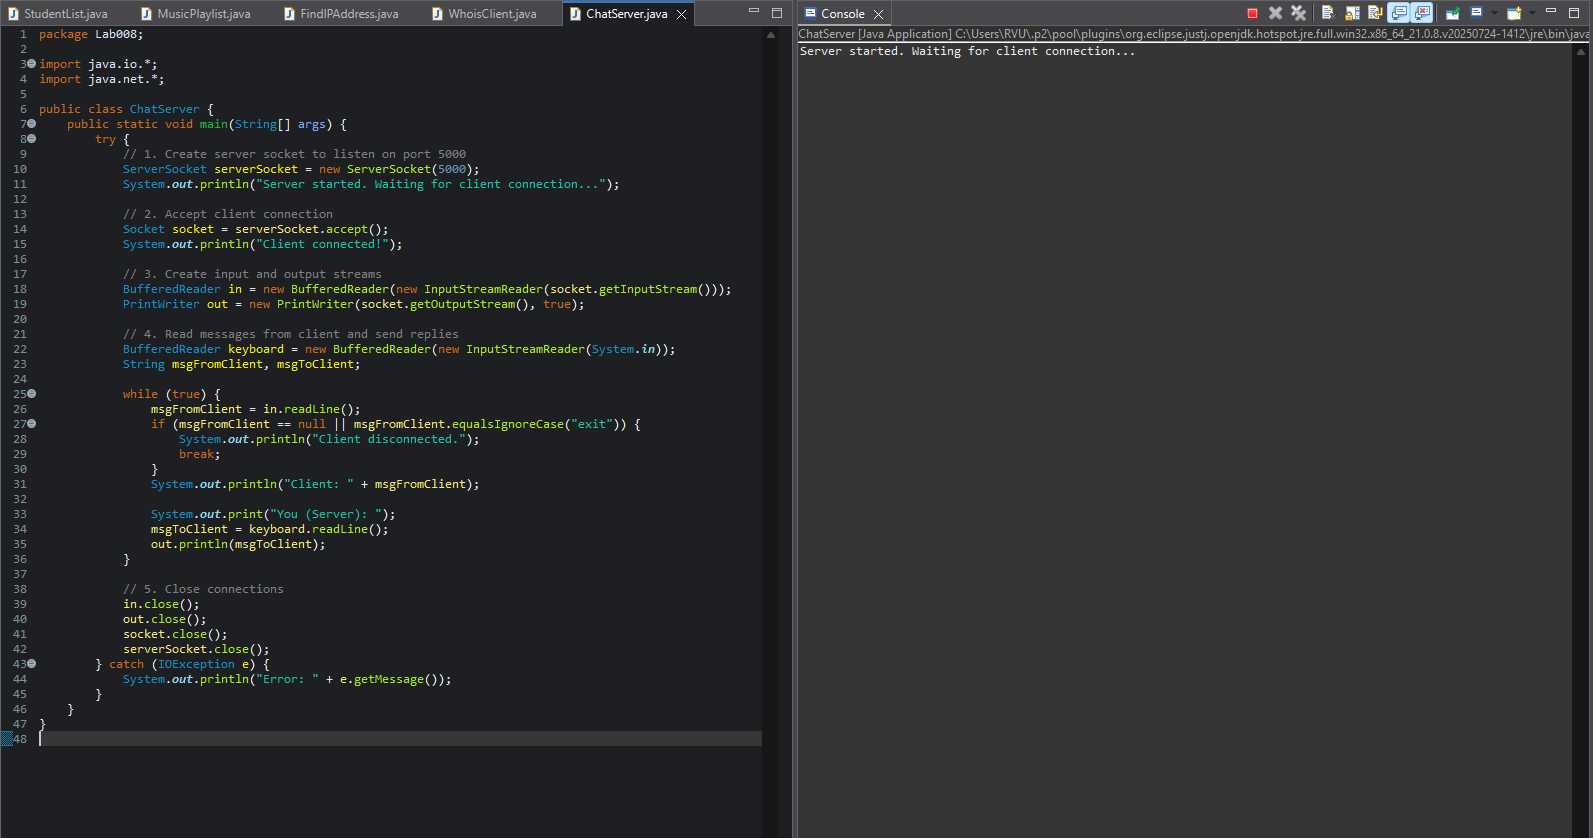 StudentList.java
MusicPlaylist.java
FindIPAddress.java
WhoisClient.java
ChatServer.java
1 package Lab008;
2
3 import java.io.*;
4 import java.net.*;
5
6 public class ChatServer {
7     public static void main(String[] args) {
8         try {
9             // 1. Create server socket to listen on port 5000
10             ServerSocket serverSocket = new ServerSocket(5000);
11             System.out.println("Server started. Waiting for client connection...");
12
13             // 2. Accept client connection
14             Socket socket = serverSocket.accept();
15             System.out.println("Client connected!");
16
17             // 3. Create input and output streams
18             BufferedReader in = new BufferedReader(new InputStreamReader(socket.getInputStream()));
19             PrintWriter out = new PrintWriter(socket.getOutputStream(), true);
20
21             // 4. Read messages from client and send replies
22             BufferedReader keyboard = new BufferedReader(new InputStreamReader(System.in));
23             String msgFromClient, msgToClient;
24
25             while (true) {
26                 msgFromClient = in.readLine();
27                 if (msgFromClient == null || msgFromClient.equalsIgnoreCase("exit")) {
28                     System.out.println("Client disconnected.");
29                     break;
30                 }
31                 System.out.println("Client: " + msgFromClient);
32
33                 System.out.print("You (Server): ");
34                 msgToClient = keyboard.readLine();
35                 out.println(msgToClient);
36             }
37
38             // 5. Close connections
39             in.close();
40             out.close();
41             socket.close();
42             serverSocket.close();
43         } catch (IOException e) {
44             System.out.println("Error: " + e.getMessage());
45         }
46     }
47 }
48
Console
ChatServer [Java Application] C:\Users\RVU\.p2\pool\plugins\org.eclipse.justj.openjdk.hotspot.jre.full.win32.x86_64_21.0.8.v20250724-1412\jre\bin\java
Server started. Waiting for client connection...